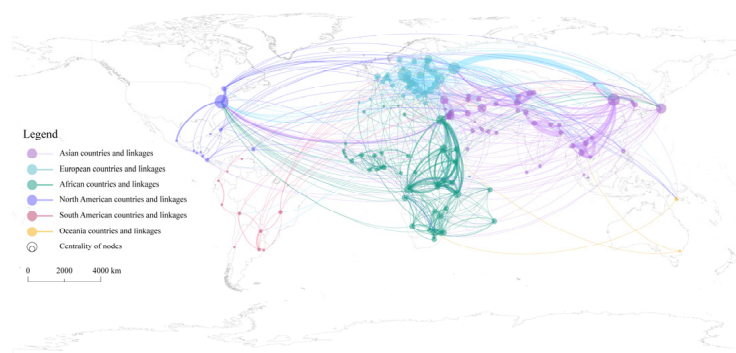 Legend
Asian countries and linkages
European countries and linkages
African countries and linkages
North American countries and linkages
South American countries and linkages
Oceania countries and linkages
Centrality of nodes
0 2000 4000 km